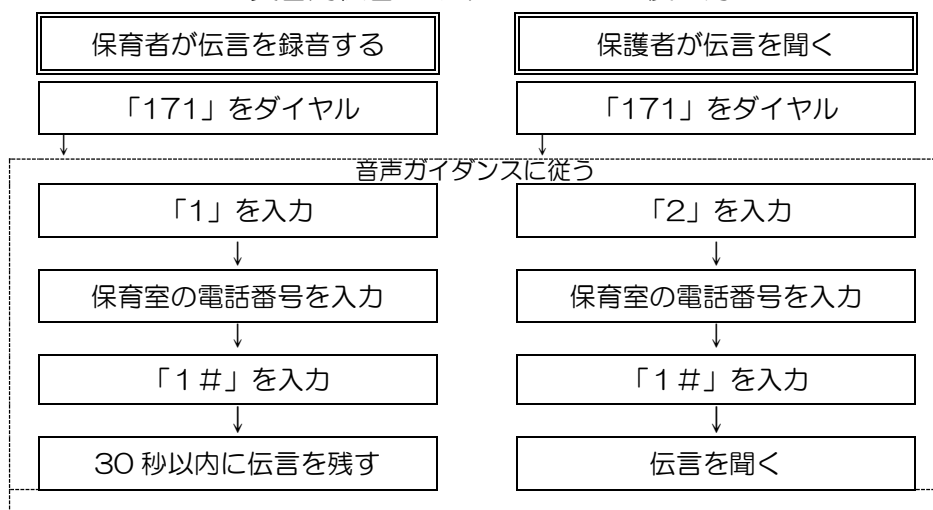 保育者が伝言を録音する
「171」をダイヤル
音声ガイダンスに従う
「1」を入力
保育室の電話番号を入力
「1＃」を入力
30秒以内に伝言を残す
保護者が伝言を聞く
「171」をダイヤル
「2」を入力
保育室の電話番号を入力
「1＃」を入力
伝言を聞く